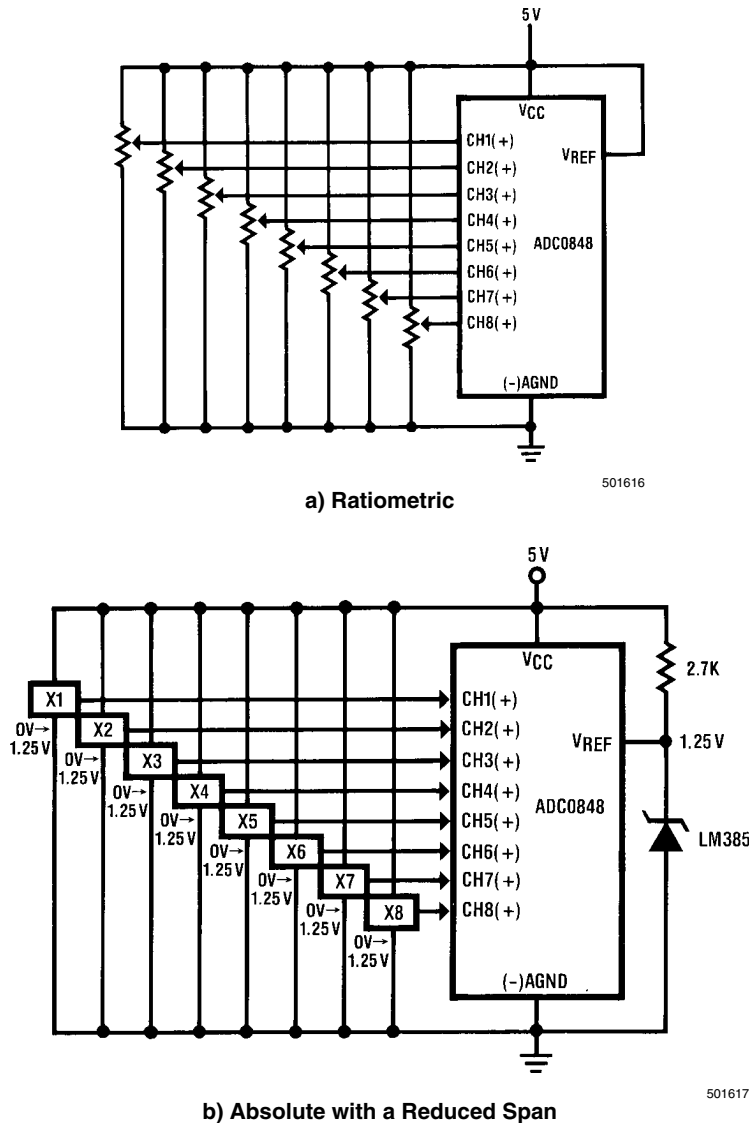 5V
VCC
CH1(+)
VREF
CH2(+)
CH3(+)
CH4(+)
CH5(+)
ADC0848
CH6(+)
CH7(+)
CH8(+)
(-)AGND
501616
a) Ratiometric
5V
VCC
2.7K
X1
CH1(+)
0V→
1.25V
X2
CH2(+)
VREF
1.25V
0V→
1.25V
X3
CH3(+)
0V→
1.25V
X4
CH4(+)
ADC0848
0V→
1.25V
X5
CH5(+)
LM385
0V→
1.25V
X6
CH6(+)
0V→
1.25V
X7
CH7(+)
0V→
1.25V
X8
CH8(+)
0V→
1.25V
(-)AGND
501617
b) Absolute with a Reduced Span